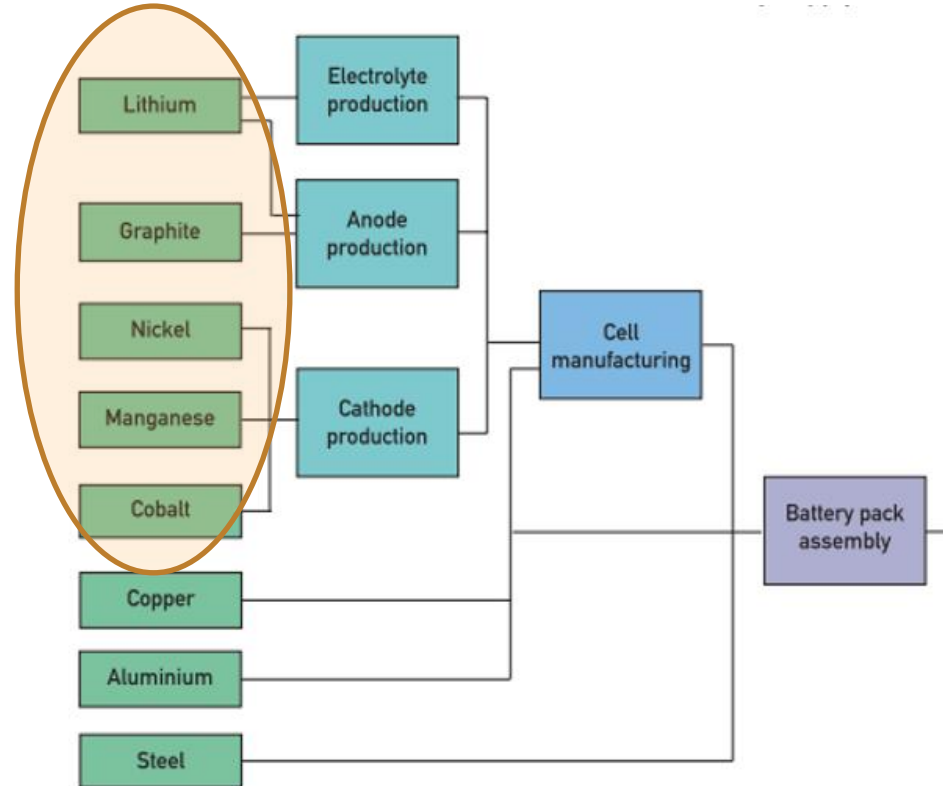 Lithium
Electrolyte
production
Graphite
Anode
production
Nickel
Manganese
Cathode
production
Cobalt
Cell
manufacturing
Copper
Aluminium
Battery pack
assembly
Steel